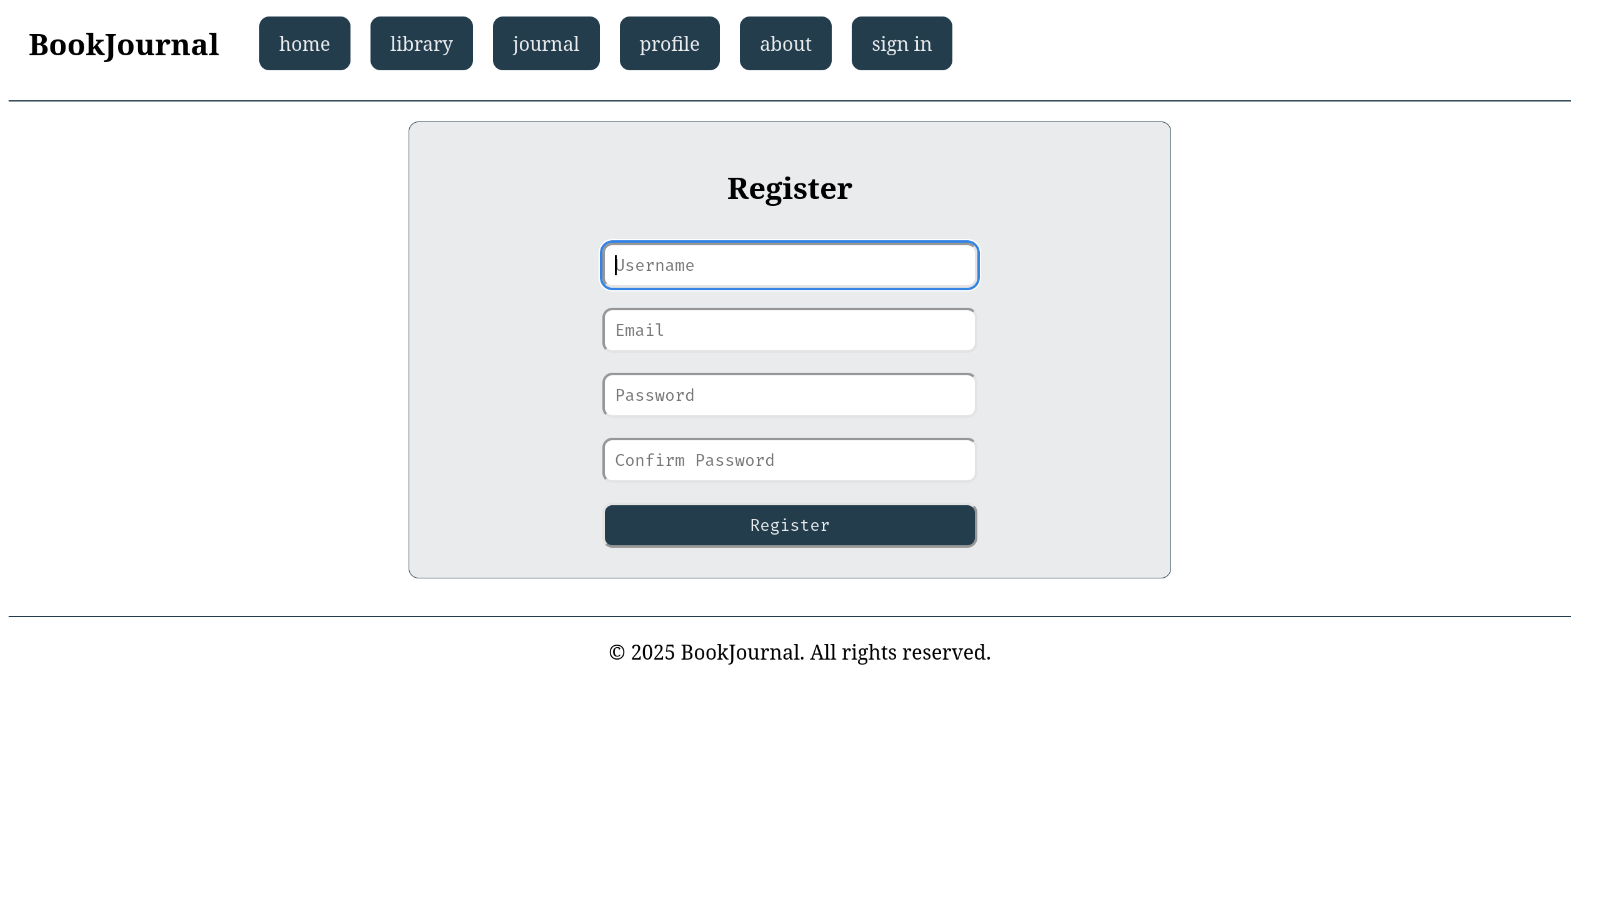 BookJournal home library journal profile about sign in
Register
Username
Email
Password
Confirm Password
Register
© 2025 BookJournal. All rights reserved.